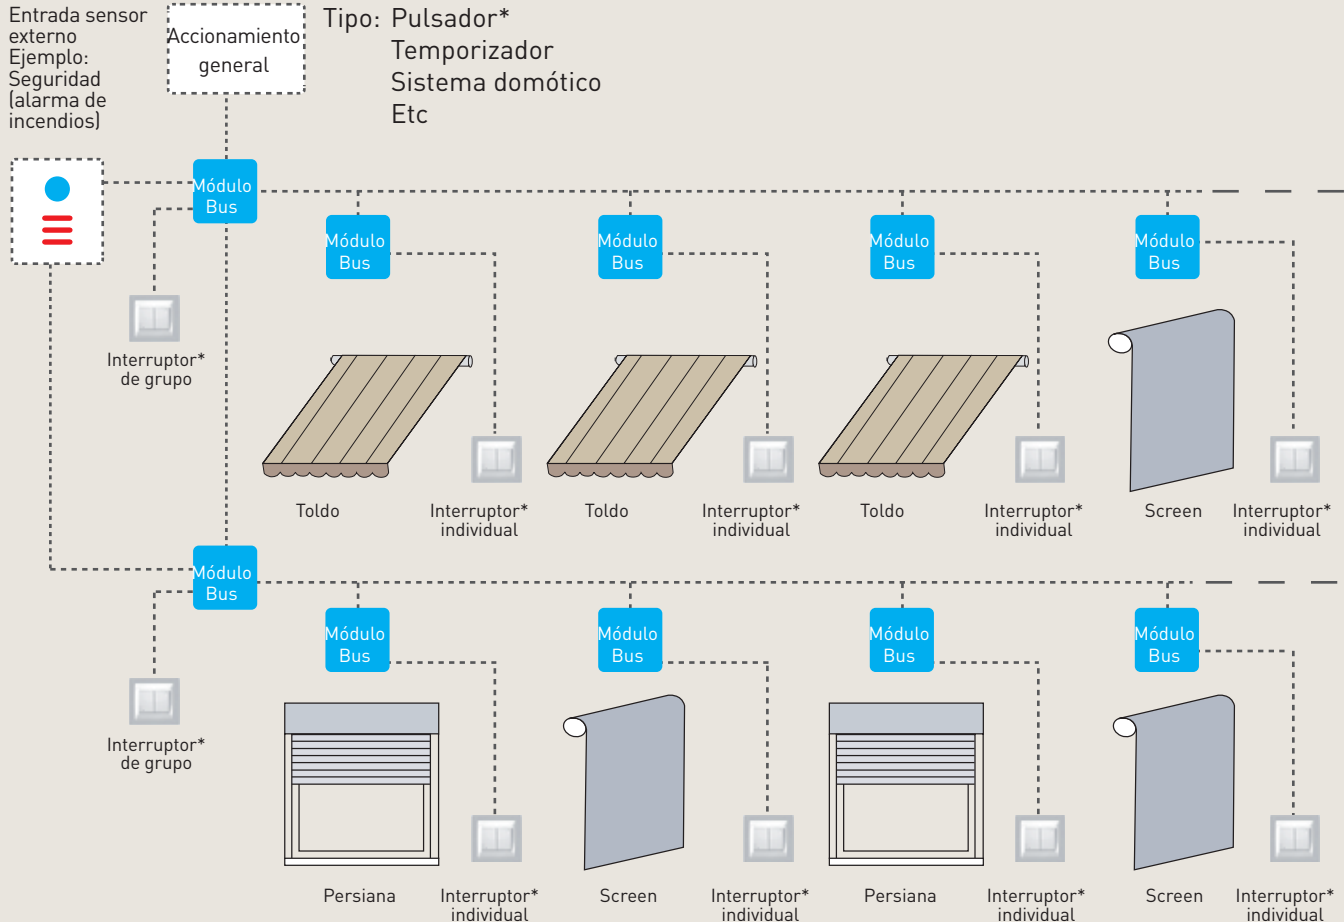 Entrada sensor
externo
Ejemplo:
Seguridad
(alarma de
incendios)
Accionamiento
general
Tipo: Pulsador*
Temporizador
Sistema domótico
Etc
Módulo
Bus
Módulo
Bus
Módulo
Bus
Módulo
Bus
Módulo
Bus
Interruptor*
de grupo
Toldo
Interruptor*
individual
Toldo
Interruptor*
individual
Toldo
Interruptor*
individual
Screen
Interruptor*
individual
Módulo
Bus
Módulo
Bus
Módulo
Bus
Módulo
Bus
Módulo
Bus
Interruptor*
de grupo
Persiana
Interruptor*
individual
Screen
Interruptor*
individual
Persiana
Interruptor*
individual
Screen
Interruptor*
individual